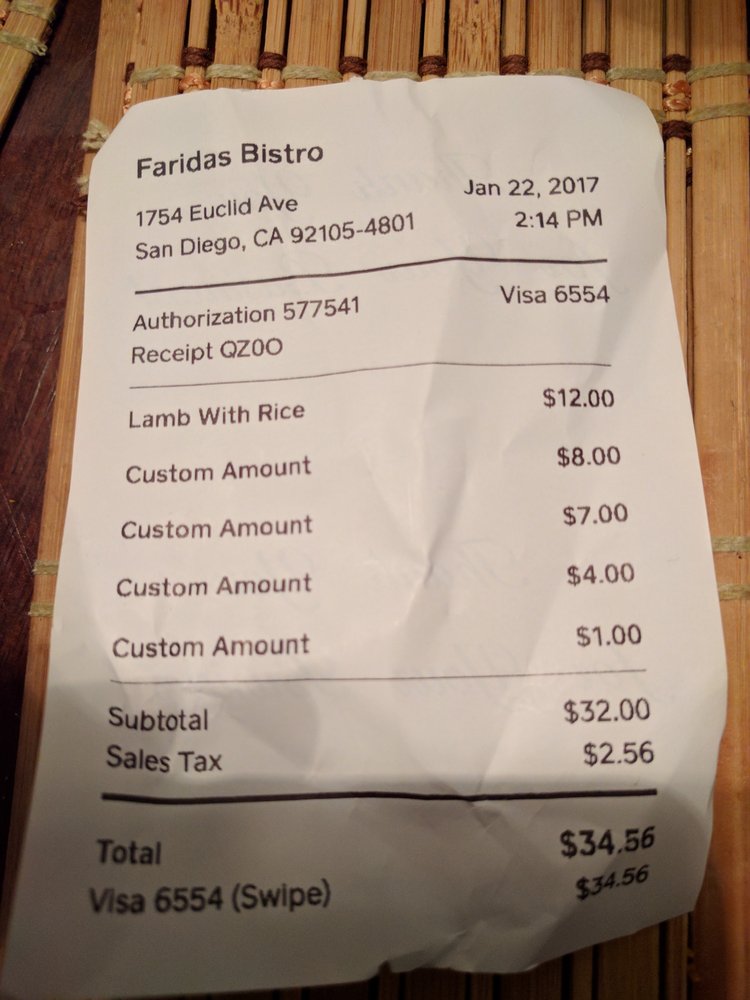 Faridas Bistro
1754 Euclid Ave Jan 22, 2017
San Diego, CA 92105-4801 2:14 PM
Authorization 577541 Visa 6554
Receipt QZ0O
Lamb With Rice $12.00
Custom Amount $8.00
Custom Amount $7.00
Custom Amount $4.00
Custom Amount $1.00
Subtotal $32.00
Sales Tax $2.56
Total $34.56
Visa 6554 (Swipe) $34.56